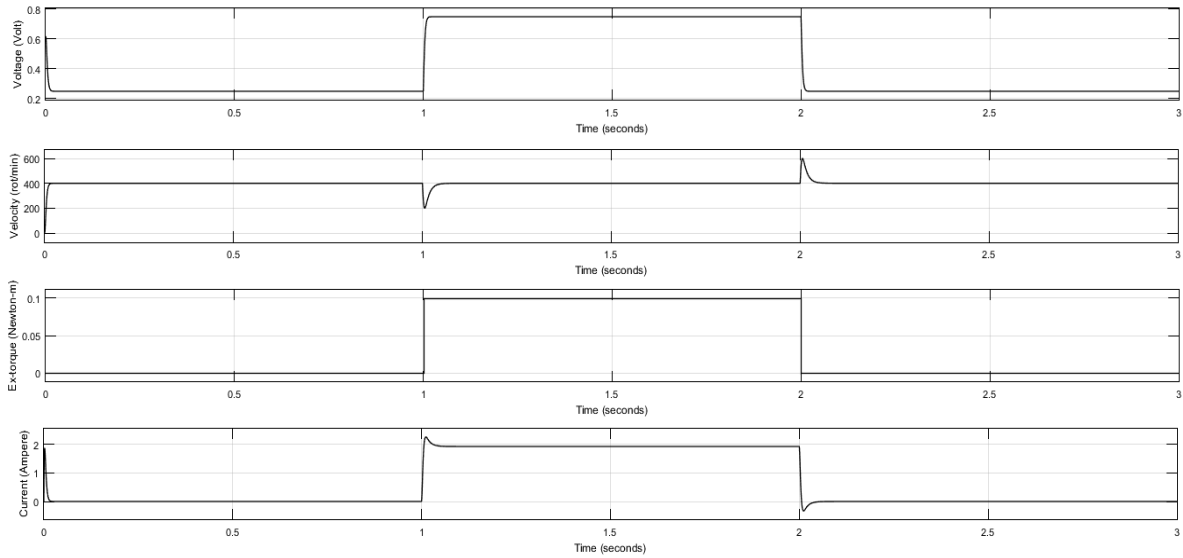 Voltage (Volt)
0.8
0.6
0.4
0.2
0 0.5 1 1.5 2 2.5 3
Time (seconds)
Velocity (rot/min)
600
400
200
0
0 0.5 1 1.5 2 2.5 3
Time (seconds)
Ex-torque (Newton-m)
0.1
0.05
0
0 0.5 1 1.5 2 2.5 3
Time (seconds)
Current (Ampere)
2
1
0
0 0.5 1 1.5 2 2.5 3
Time (seconds)